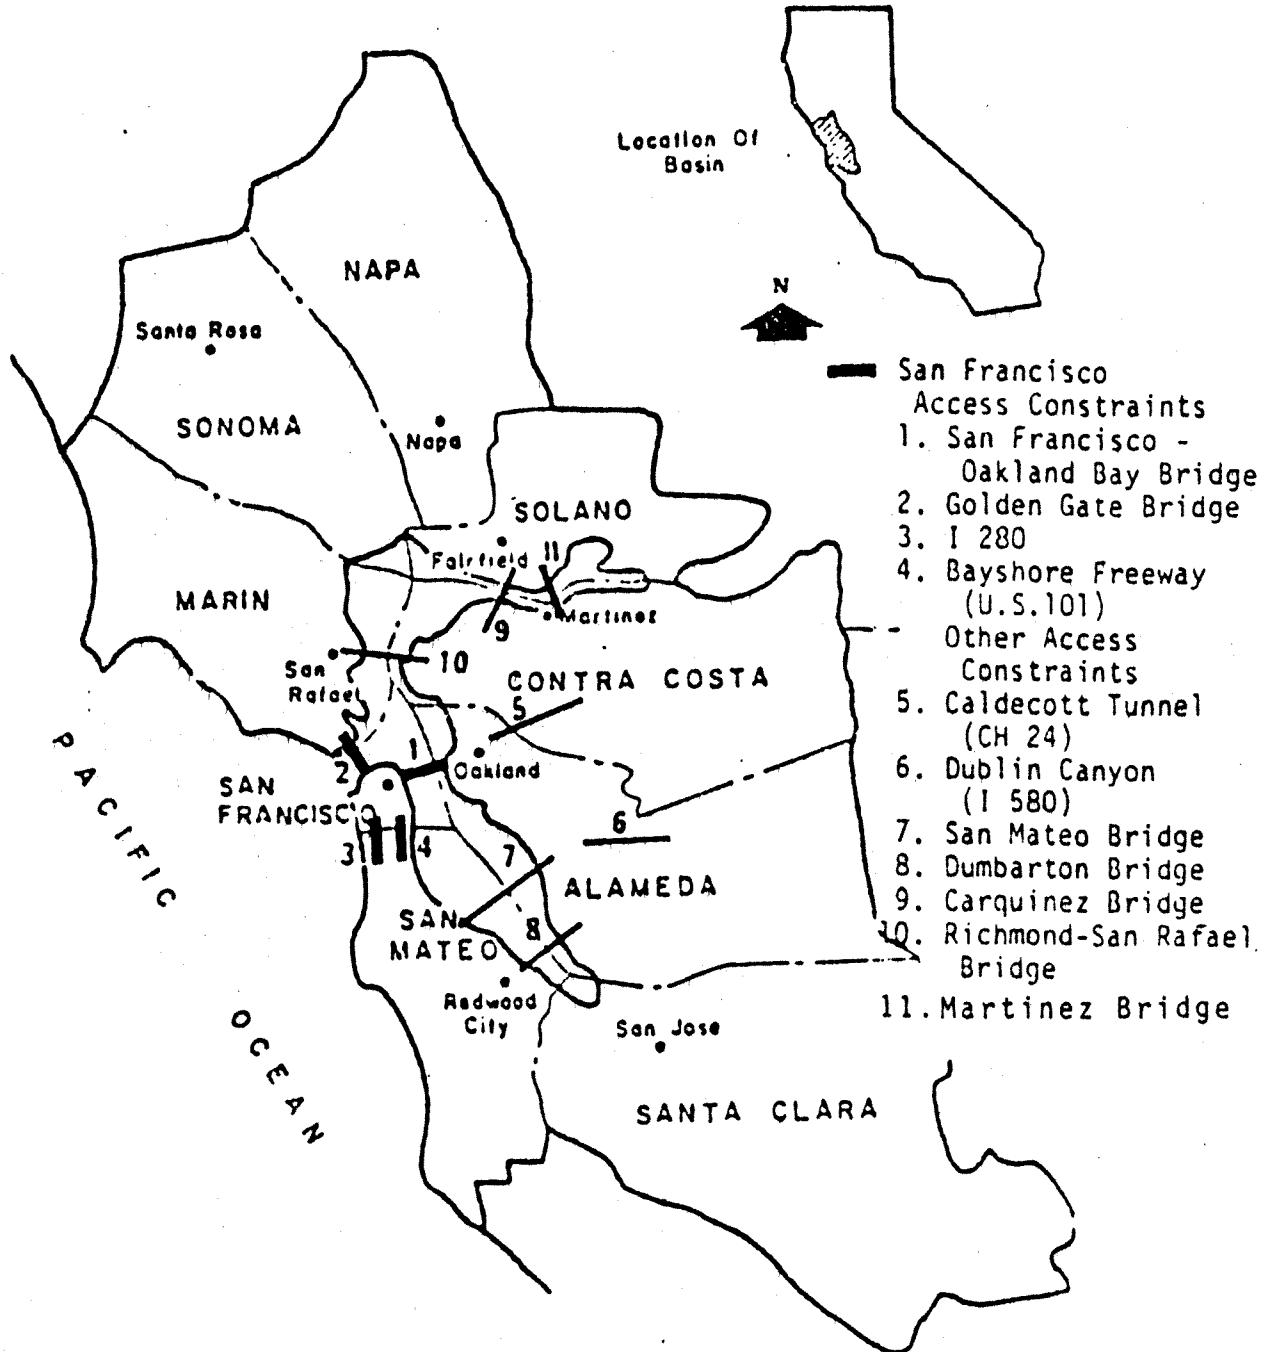 Location Of
Basin
N
NAPA
Santa Rosa
SONOMA
Napa
SOLANO
Fairfield
11
MARIN
Martinez
9
San
Rafael
10
CONTRA COSTA
5
1
2
Oakland
SAN
FRANCISCO
6
3
4
7
ALAMEDA
SAN
MATEO
8
Redwood
City
San Jose
SANTA CLARA
PACIFIC
OCEAN
San Francisco
Access Constraints
1. San Francisco -
Oakland Bay Bridge
2. Golden Gate Bridge
3. I 280
4. Bayshore Freeway
(U.S.101)
Other Access
Constraints
5. Caldecott Tunnel
(CH 24)
6. Dublin Canyon
(I 580)
7. San Mateo Bridge
8. Dumbarton Bridge
9. Carquinez Bridge
10. Richmond-San Rafael
Bridge
11. Martinez Bridge